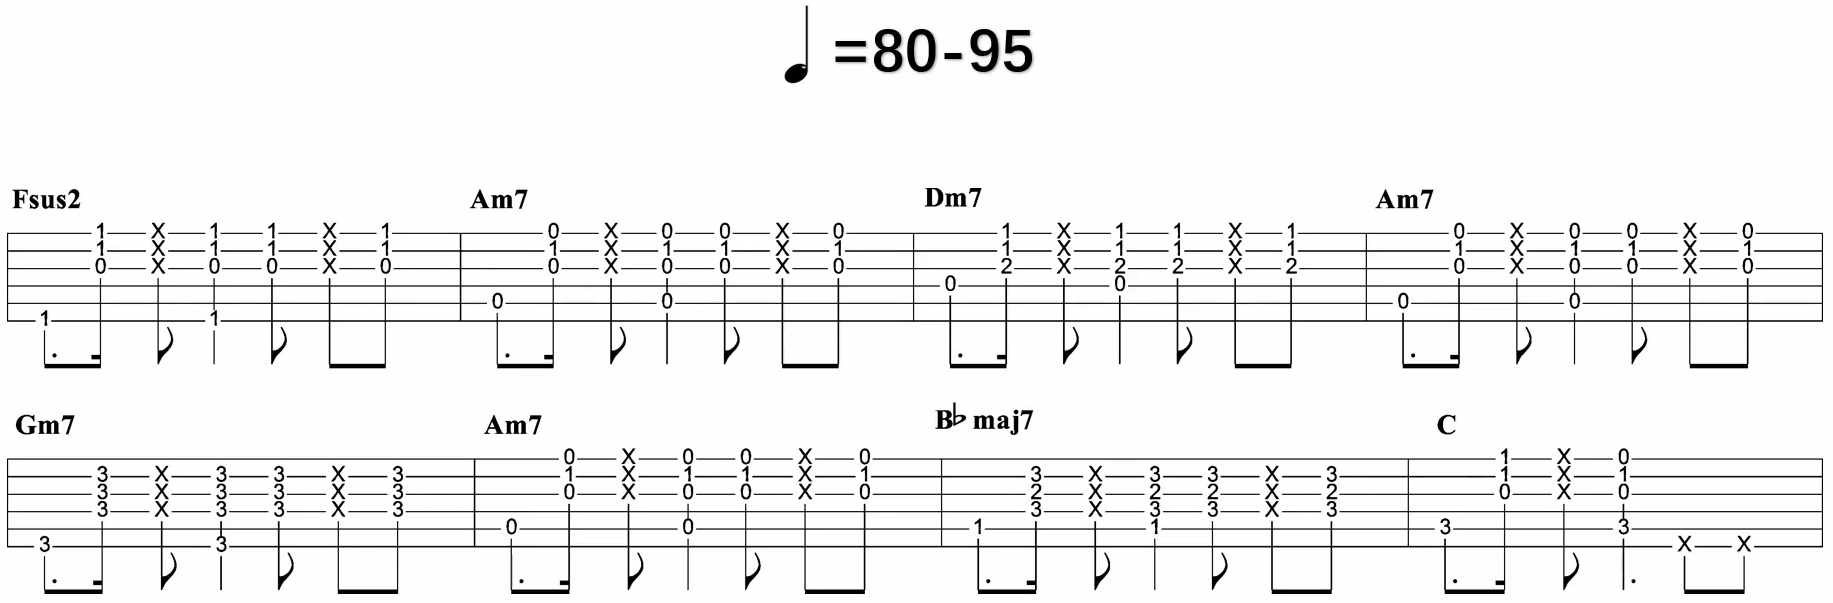 ♩=80-95
Fsus2 Am7 Dm7 Am7
1 X 1 1 X 1 0 X 0 0 X 0 1 X 1 1 X 1 0 X 0 0 X 0
1 X 1 1 X 1 1 X 1 1 X 1 1 X 1 1 X 1 1 X 1 1 X 1
0 X 0 0 X 0 0 X 0 0 X 0 2 X 2 2 X 2 0 X 0 0 X 0
0 0
0 0 0 0
1 1
Gm7 Am7 B♭maj7 C
0 X 0 0 X 0 1 X 0
3 X 3 3 X 3 1 X 1 1 X 1 3 X 3 3 X 3 1 X 1
3 X 3 3 X 3 0 X 0 0 X 0 2 X 2 2 X 2 0 X 0
3 X 3 3 X 3 3 X 3 3 X 3
0 0 1 1 3 3
3 3 X X